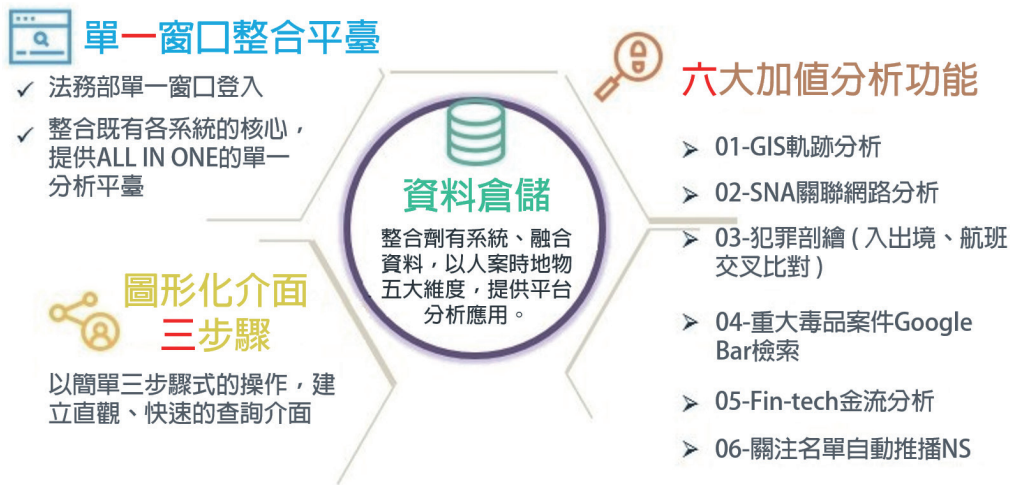 單一窗口整合平臺
法務部單一窗口登入
整合既有各系統的核心，
提供ALL IN ONE的單一
分析平臺
資料倉儲
整合劑有系統、融合
資料，以人案時地物
五大維度，提供平台
分析應用。
圖形化介面
三步驟
以簡單三步驟式的操作，建
立直觀、快速的查詢介面
六大加值分析功能
01-GIS軌跡分析
02-SNA關聯網路分析
03-犯罪剖繪 ( 入出境、航班
交叉比對 )
04-重大毒品案件Google
Bar檢索
05-Fin-tech金流分析
06-關注名單自動推播NS